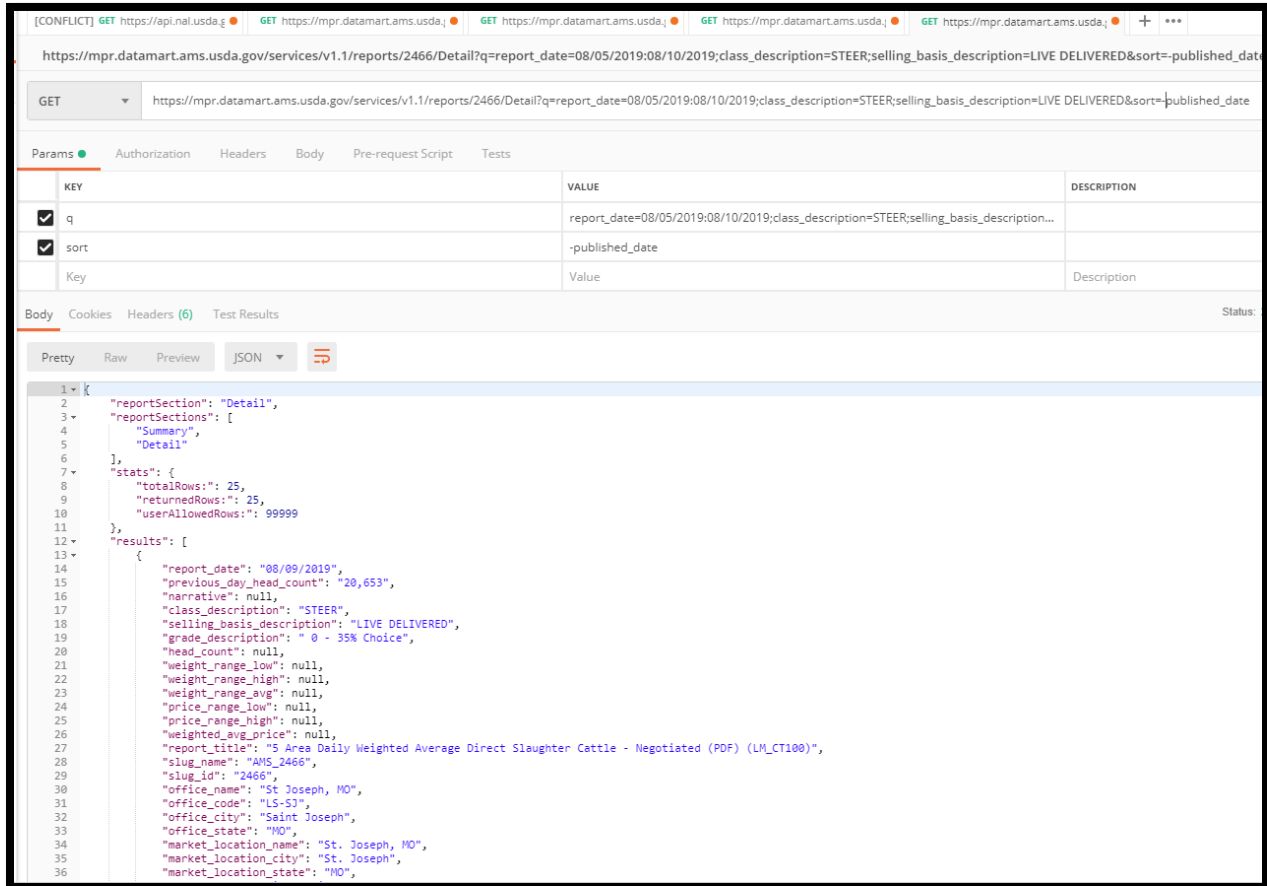 [CONFLICT] GET https://api.nal.usda.g GET https://mpr.datamart.ams.usda.g GET https://mpr.datamart.ams.usda.g GET https://mpr.datamart.ams.usda.g GET https://mpr.datamart.ams.usda.g + •••
https://mpr.datamart.ams.usda.gov/services/v1.1/reports/2466/Detail?q=report_date=08/05/2019:08/10/2019;class_description=STEER;selling_basis_description=LIVE DELIVERED&sort=-published_date
GET https://mpr.datamart.ams.usda.gov/services/v1.1/reports/2466/Detail?q=report_date=08/05/2019:08/10/2019;class_description=STEER;selling_basis_description=LIVE DELIVERED&sort=-published_date
Params Authorization Headers Body Pre-request Script Tests
KEY VALUE DESCRIPTION
q report_date=08/05/2019:08/10/2019;class_description=STEER;selling_basis_description...
sort -published_date
Key Value Description
Body Cookies Headers (6) Test Results Status:
Pretty Raw Preview JSON
1 {
2 "reportSection": "Detail",
3 "reportSections": [
4 "Summary",
5 "Detail"
6 ],
7 "stats": {
8 "totalRows:": 25,
9 "returnedRows:": 25,
10 "userAllowedRows:": 99999
11 },
12 "results": [
13 {
14 "report_date": "08/09/2019",
15 "previous_day_head_count": "20,653",
16 "narrative": null,
17 "class_description": "STEER",
18 "selling_basis_description": "LIVE DELIVERED",
19 "grade_description": " 0 - 35% Choice",
20 "head_count": null,
21 "weight_range_low": null,
22 "weight_range_high": null,
23 "weight_range_avg": null,
24 "price_range_low": null,
25 "price_range_high": null,
26 "weighted_avg_price": null,
27 "report_title": "5 Area Daily Weighted Average Direct Slaughter Cattle - Negotiated (PDF) (LM_CT100)",
28 "slug_name": "AMS_2466",
29 "slug_id": "2466",
30 "office_name": "St Joseph, MO",
31 "office_code": "LS-SJ",
32 "office_city": "Saint Joseph",
33 "office_state": "MO",
34 "market_location_name": "St. Joseph, MO",
35 "market_location_city": "St. Joseph",
36 "market_location_state": "MO",